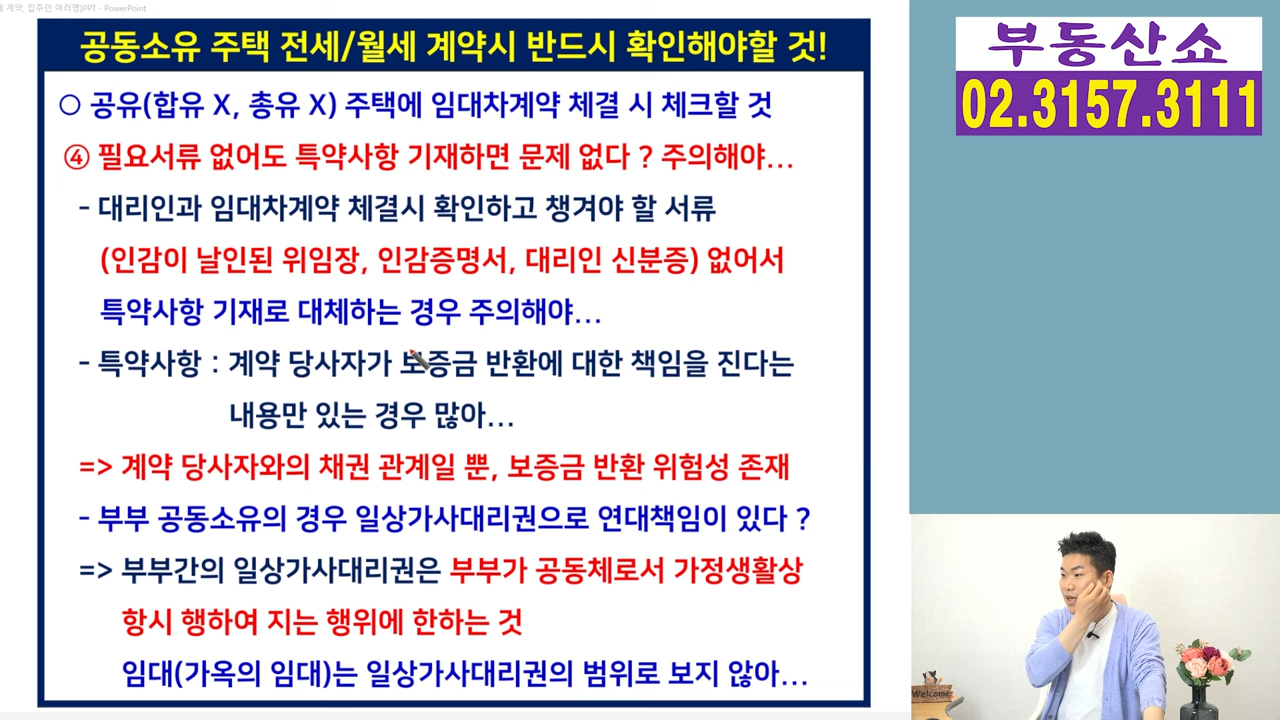 계 계약, 집주인 여러명)PPT - PowerPoint
공동소유 주택 전세/월세 계약시 반드시 확인해야할 것!
○ 공유(합유 X, 총유 X) 주택에 임대차계약 체결 시 체크할 것
④ 필요서류 없어도 특약사항 기재하면 문제 없다 ? 주의해야...
- 대리인과 임대차계약 체결시 확인하고 챙겨야 할 서류
(인감이 날인된 위임장, 인감증명서, 대리인 신분증) 없어서
특약사항 기재로 대체하는 경우 주의해야...
- 특약사항 : 계약 당사자가 보증금 반환에 대한 책임을 진다는
내용만 있는 경우 많아...
=> 계약 당사자와의 채권 관계일 뿐, 보증금 반환 위험성 존재
- 부부 공동소유의 경우 일상가사대리권으로 연대책임이 있다 ?
=> 부부간의 일상가사대리권은 부부가 공동체로서 가정생활상
항시 행하여 지는 행위에 한하는 것
임대(가옥의 임대)는 일상가사대리권의 범위로 보지 않아...
부동산쇼
02.3157.3111
Welcome